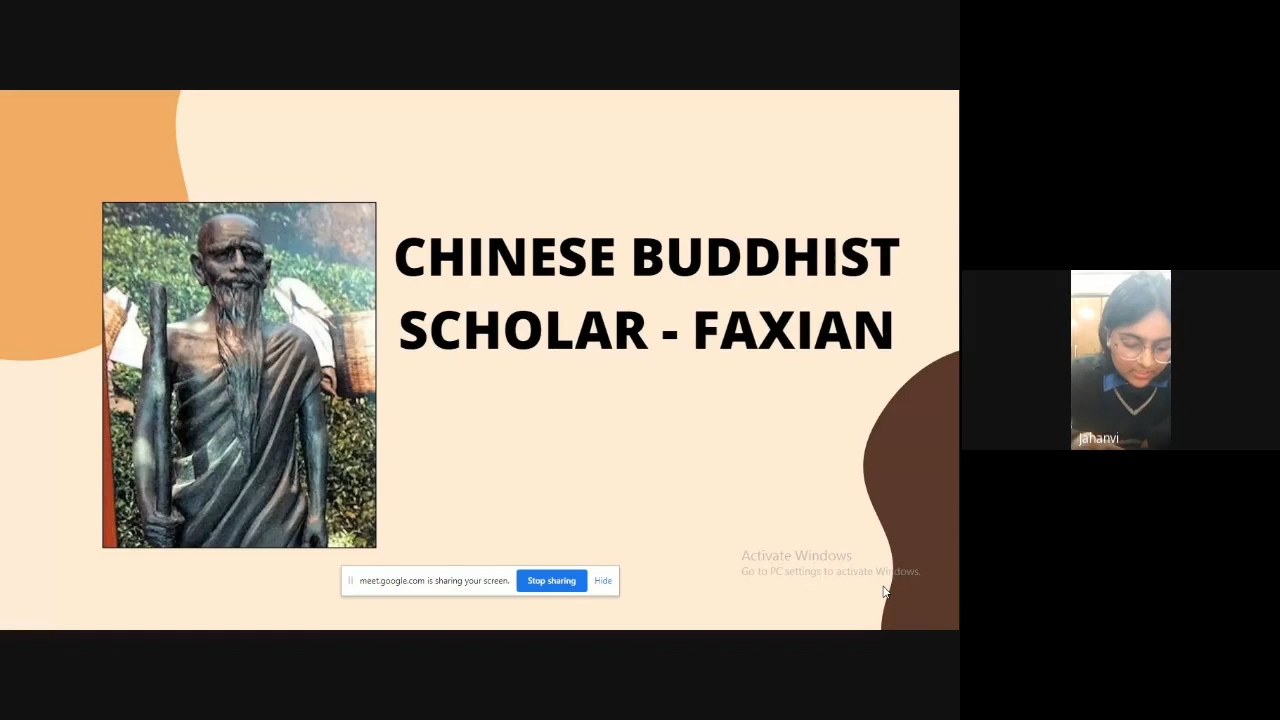 CHINESE BUDDHIST
SCHOLAR - FAXIAN
Activate Windows
Go to PC settings to activate Windows.
meet.google.com is sharing your screen.
Stop sharing
Hide
Jahanvi